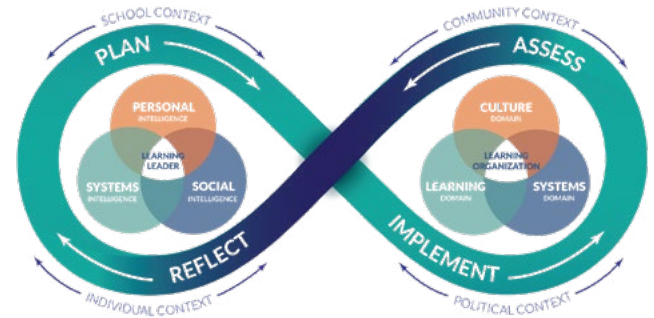 SCHOOL CONTEXT
PLAN
PERSONAL
INTELLIGENCE
LEARNING
LEADER
SYSTEMS
INTELLIGENCE
SOCIAL
INTELLIGENCE
REFLECT
INDIVIDUAL CONTEXT
COMMUNITY CONTEXT
ASSESS
CULTURE
DOMAIN
LEARNING
ORGANIZATION
LEARNING
DOMAIN
SYSTEMS
DOMAIN
IMPLEMENT
POLITICAL CONTEXT